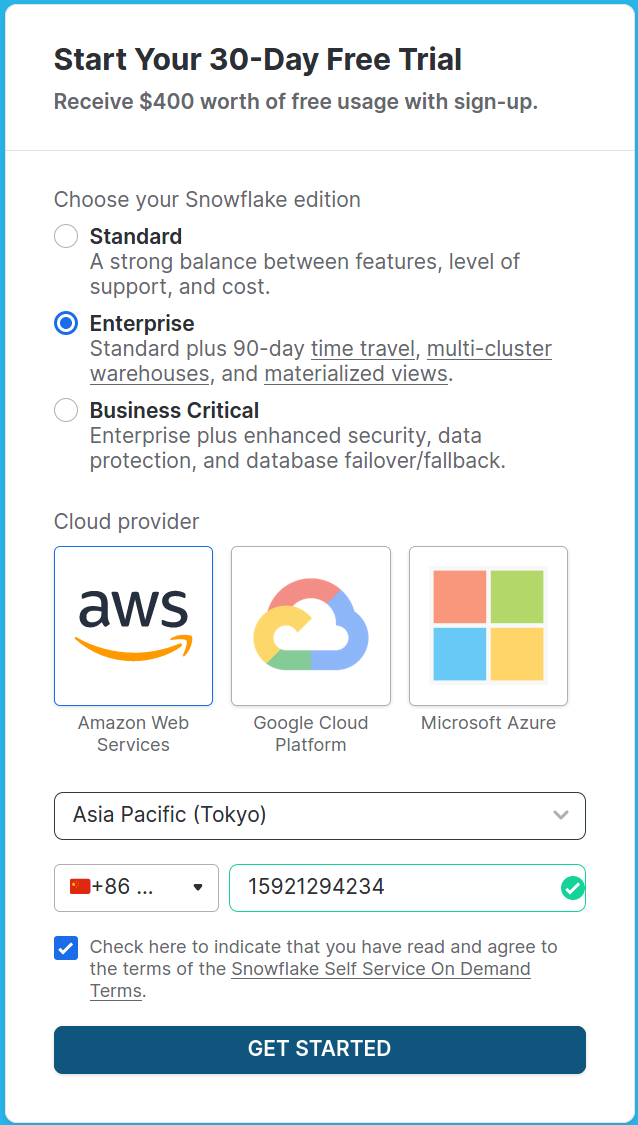 Start Your 30-Day Free Trial
Receive $400 worth of free usage with sign-up.
Choose your Snowflake edition
Standard
A strong balance between features, level of
support, and cost.
Enterprise
Standard plus 90-day time travel, multi-cluster
warehouses, and materialized views.
Business Critical
Enterprise plus enhanced security, data
protection, and database failover/fallback.
Cloud provider
aws
Amazon Web
Services
Google Cloud
Platform
Microsoft Azure
Asia Pacific (Tokyo)
+86 ...
15921294234
Check here to indicate that you have read and agree to
the terms of the Snowflake Self Service On Demand
Terms.
GET STARTED